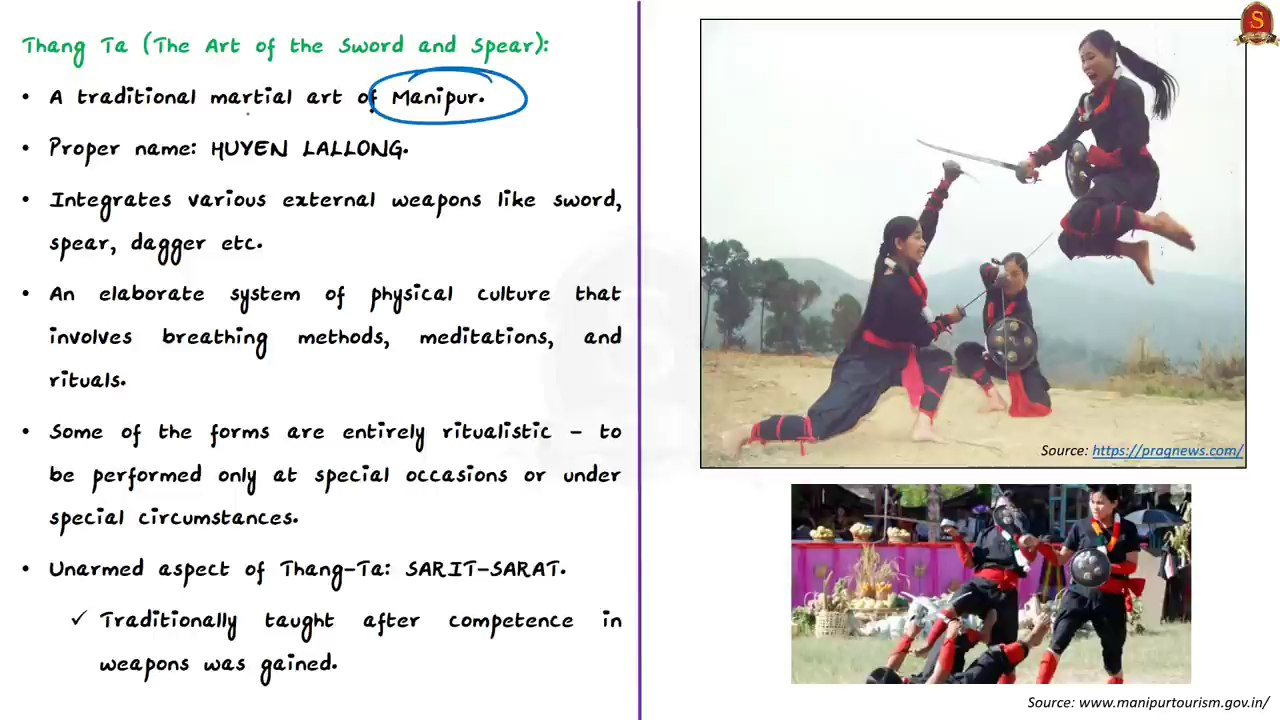 Thang Ta (The Art of the Sword and Spear):
• A traditional martial art of Manipur.
• Proper name: HUYEN LALLONG.
• Integrates various external weapons like sword,
spear, dagger etc.
• An elaborate system of physical culture that
involves breathing methods, meditations, and
rituals.
• Some of the forms are entirely ritualistic – to
be performed only at special occasions or under
special circumstances.
• Unarmed aspect of Thang-Ta: SARIT-SARAT.
✓ Traditionally taught after competence in
weapons was gained.
S
Source: https://pragnews.com/
Source: www.manipurtourism.gov.in/